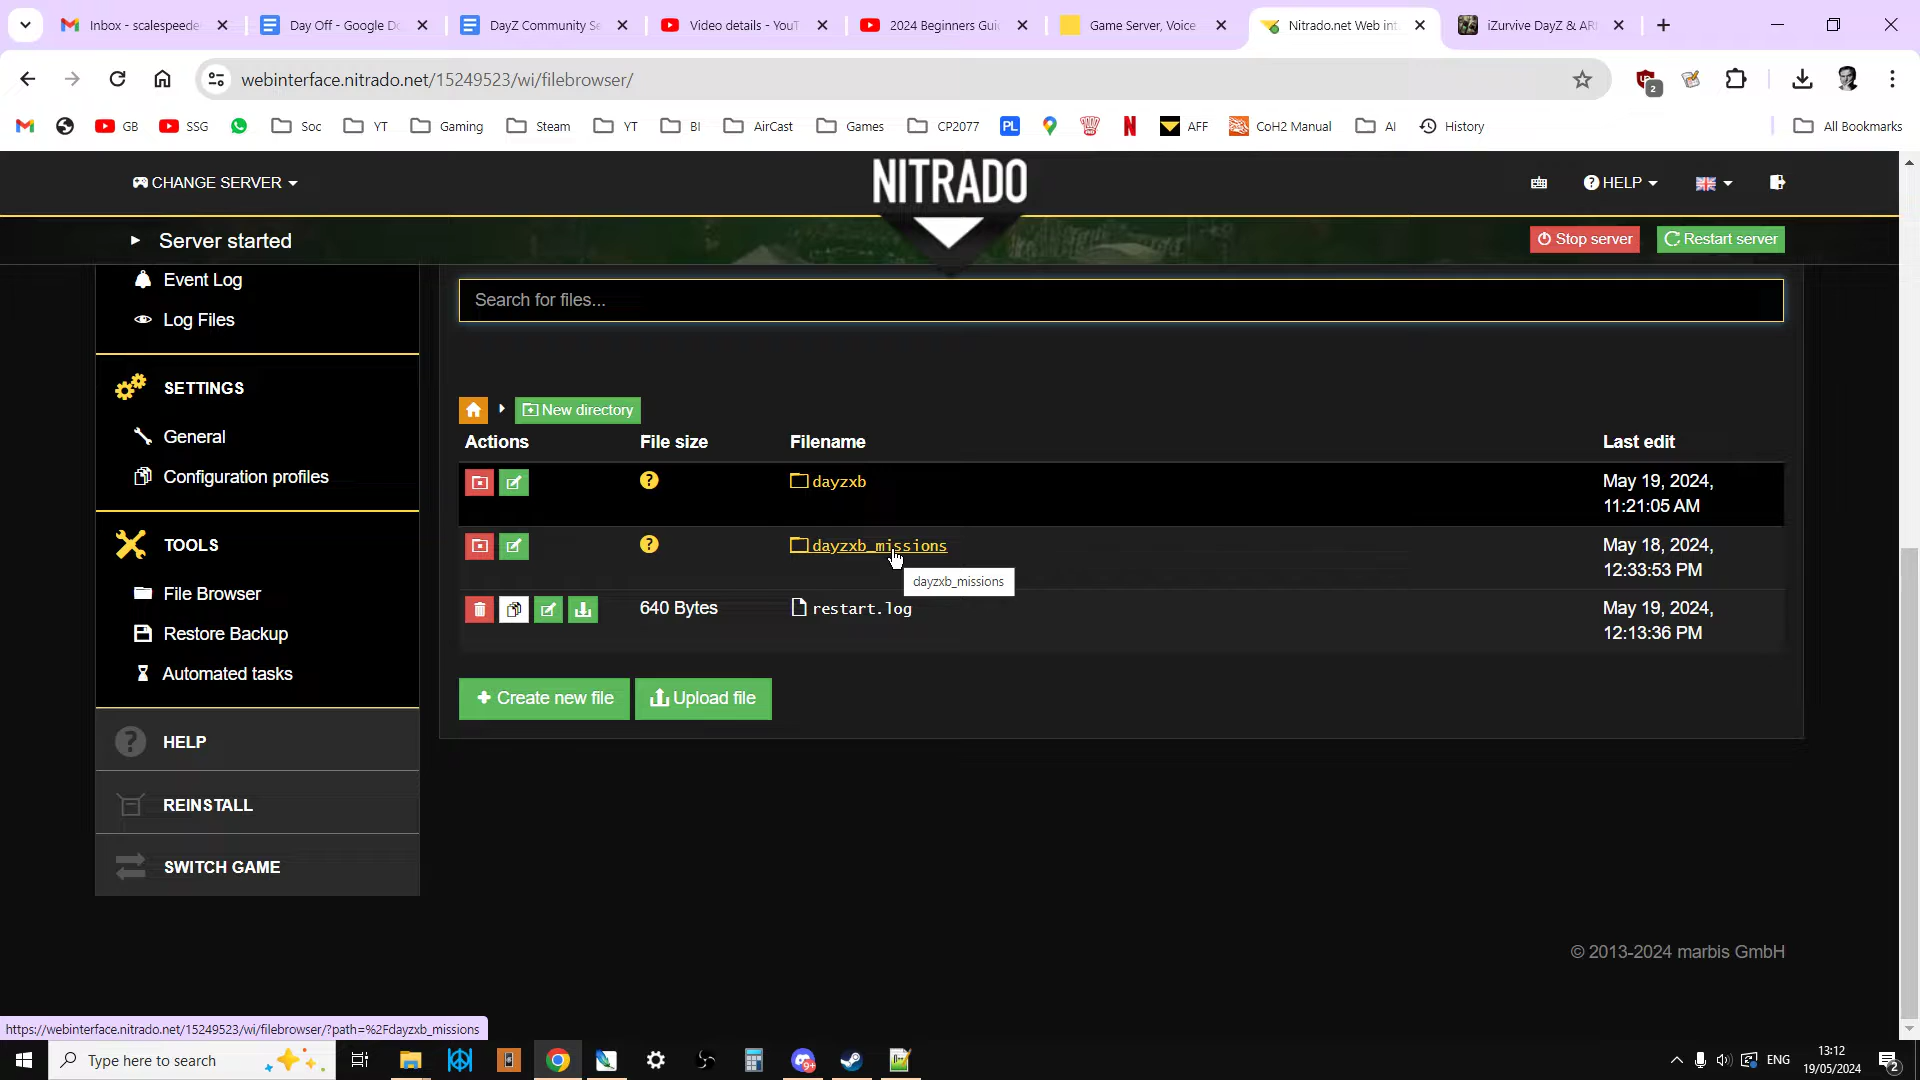 Inbox - scalespeede
Day Off - Google Do
DayZ Community Se
Video details - YouT
2024 Beginners Guid
Game Server, Voice
Nitrado.net Web int
iZurvive DayZ & AR
webinterface.nitrado.net/15249523/wi/filebrowser/
2
GB
SSG
Soc
YT
Gaming
Steam
YT
BI
AirCast
Games
CP2077
PL
N
AFF
CoH2 Manual
AI
History
All Bookmarks
CHANGE SERVER
NITRADO
HELP
Server started
Stop server
Restart server
Event Log
Log Files
SETTINGS
General
Configuration profiles
TOOLS
File Browser
Restore Backup
Automated tasks
HELP
REINSTALL
SWITCH GAME
Search for files...
New directory
Actions File size Filename Last edit
dayzxb May 19, 2024,
11:21:05 AM
dayzxb_missions May 18, 2024,
12:33:53 PM
dayzxb_missions
640 Bytes restart.log May 19, 2024,
12:13:36 PM
Create new file
Upload file
© 2013-2024 marbis GmbH
https://webinterface.nitrado.net/15249523/wi/filebrowser/?path=%2Fdayzxb_missions
Type here to search
9+
ENG
13:12
19/05/2024
2